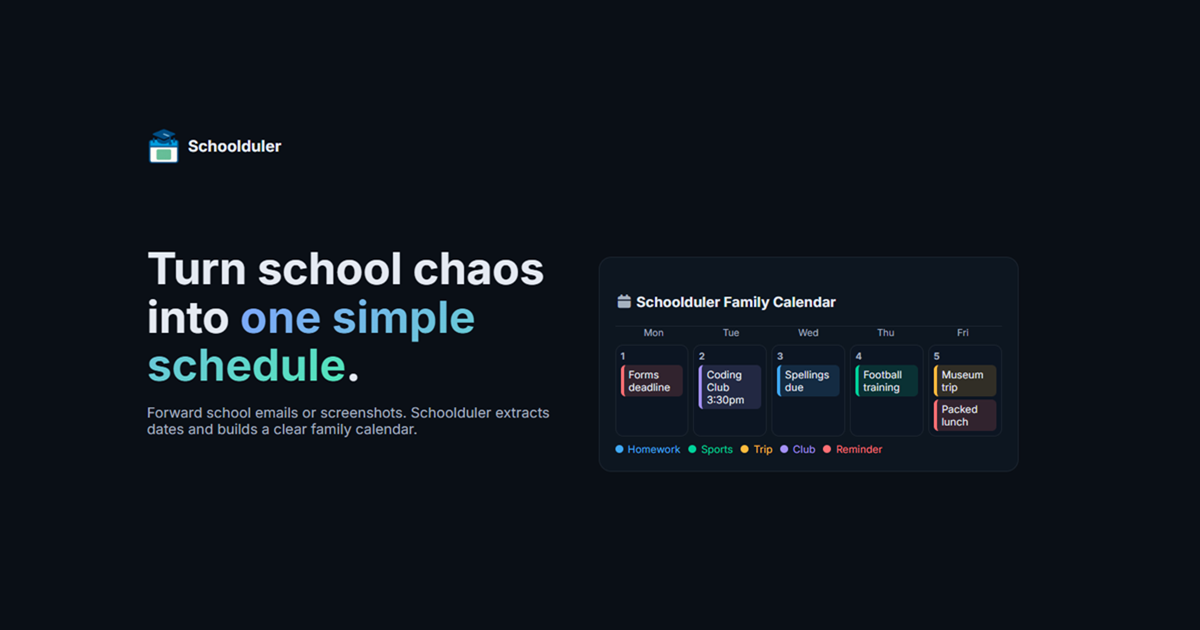 Schoolduler
Turn school chaos
into one simple
schedule.
Forward school emails or screenshots. Schoolduler extracts
dates and builds a clear family calendar.
Schoolduler Family Calendar
Mon Tue Wed Thu Fri
1
Forms
deadline
2
Coding
Club
3:30pm
3
Spellings
due
4
Football
training
5
Museum
trip
Packed
lunch
Homework Sports Trip Club Reminder